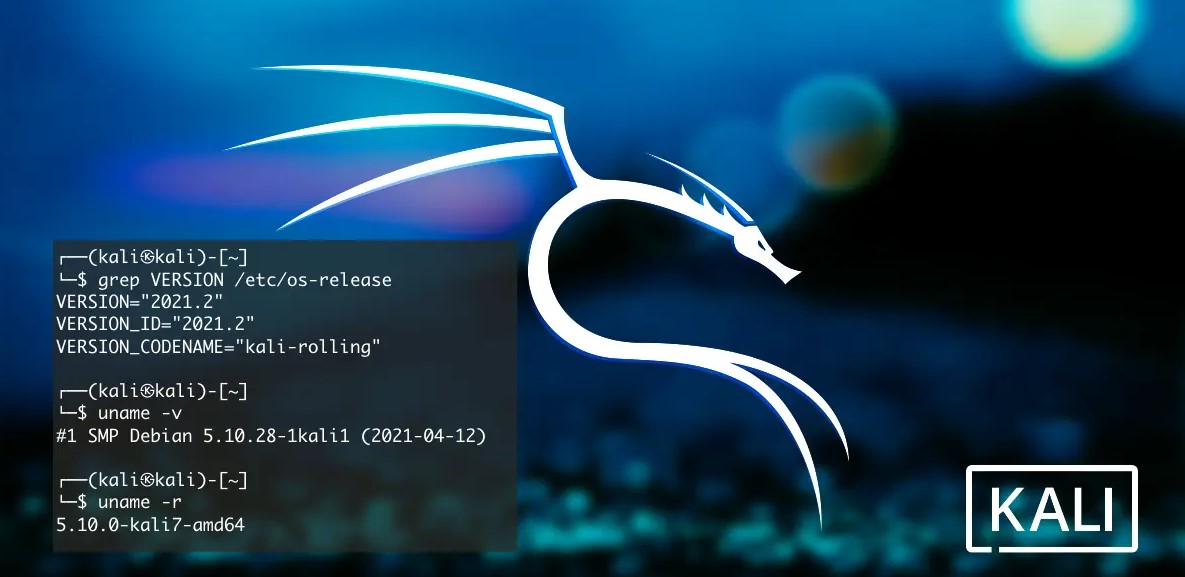 ┌──(kali㉿kali)-[~]
└─$ grep VERSION /etc/os-release
VERSION="2021.2"
VERSION_ID="2021.2"
VERSION_CODENAME="kali-rolling"
┌──(kali㉿kali)-[~]
└─$ uname -v
#1 SMP Debian 5.10.28-1kali1 (2021-04-12)
┌──(kali㉿kali)-[~]
└─$ uname -r
5.10.0-kali7-amd64
KALI